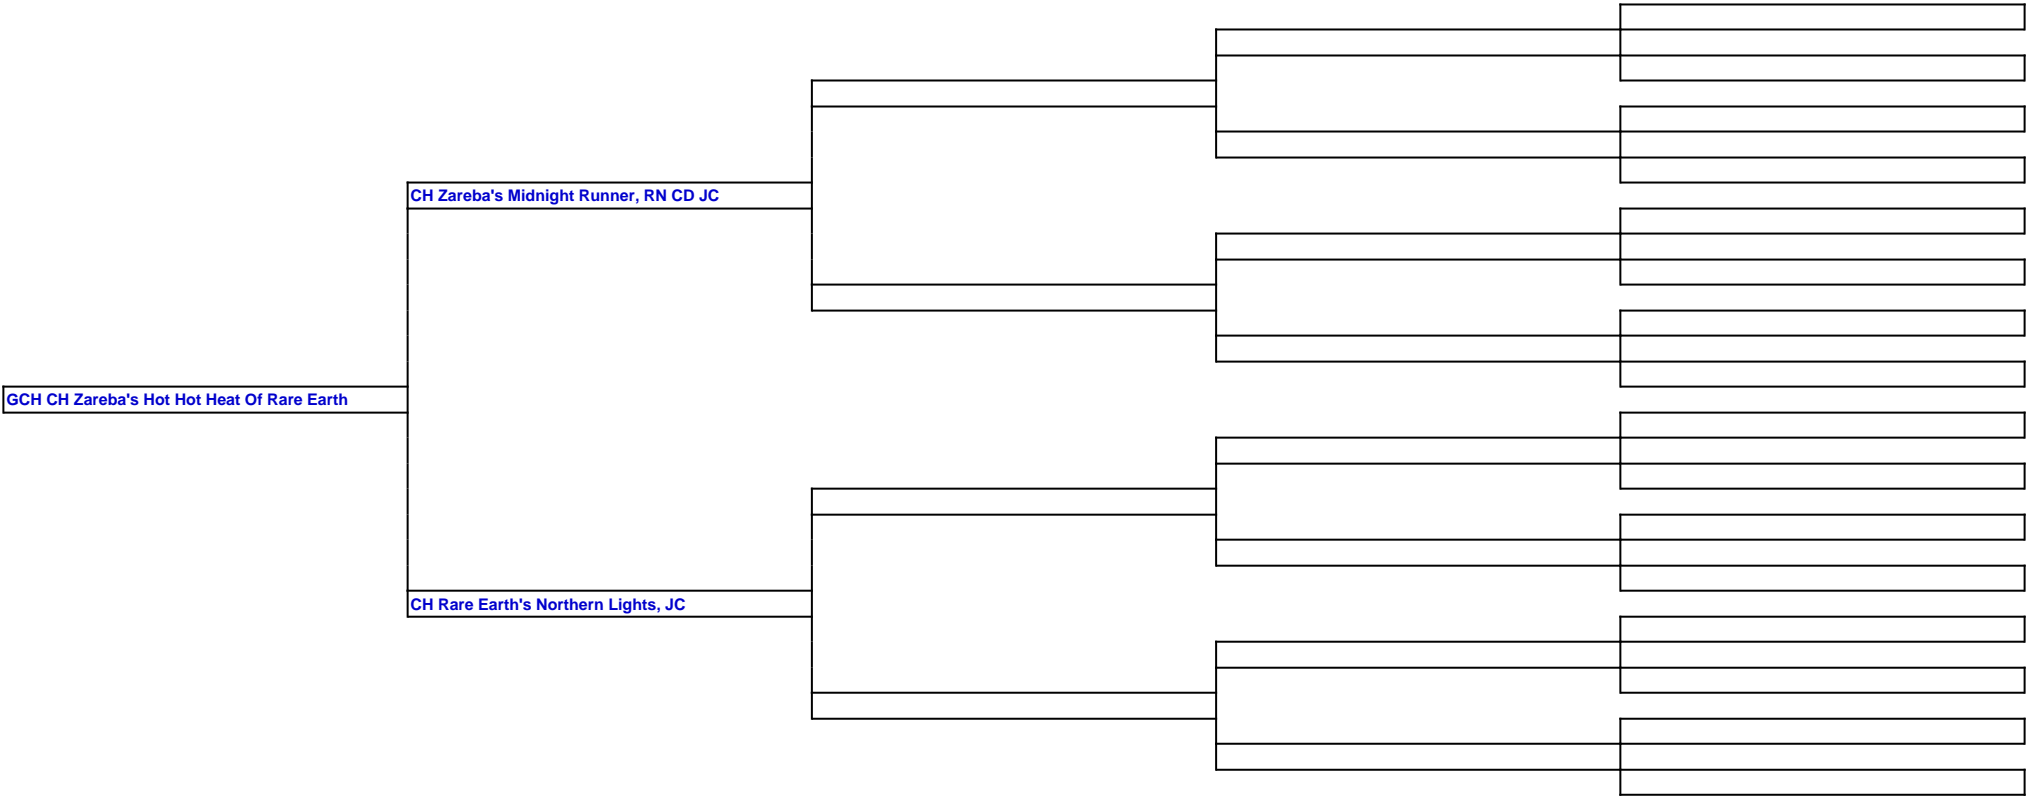 CH Zareba's Midnight Runner, RN CD JC
GCH CH Zareba's Hot Hot Heat Of Rare Earth
CH Rare Earth's Northern Lights, JC